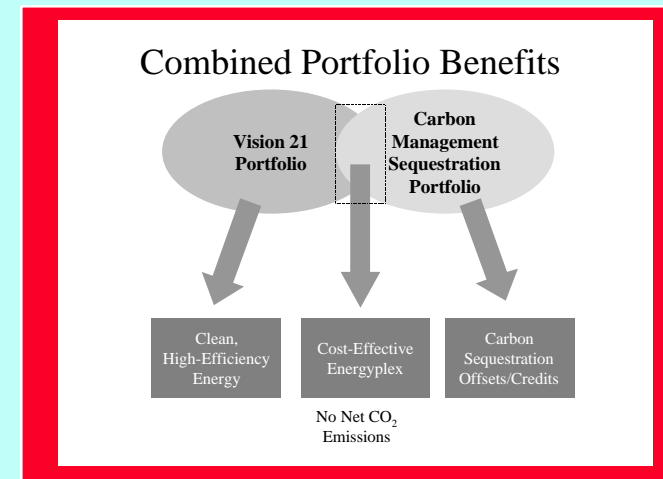 Combined Portfolio Benefits
Vision 21
Portfolio
Carbon
Management
Sequestration
Portfolio
Clean,
High-Efficiency
Energy
Cost-Effective
Energyplex
Carbon
Sequestration
Offsets/Credits
No Net CO₂
Emissions